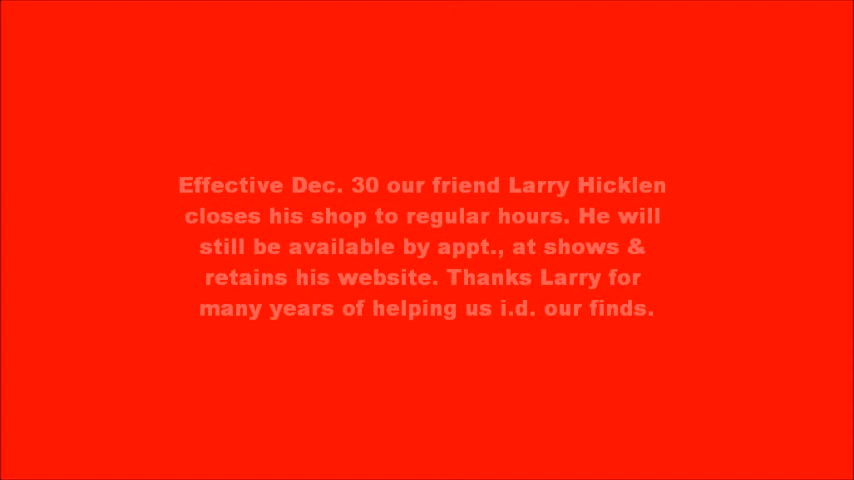 Effective Dec. 30 our friend Larry Hicklen
closes his shop to regular hours. He will
still be available by appt., at shows &
retains his website. Thanks Larry for
many years of helping us i.d. our finds.